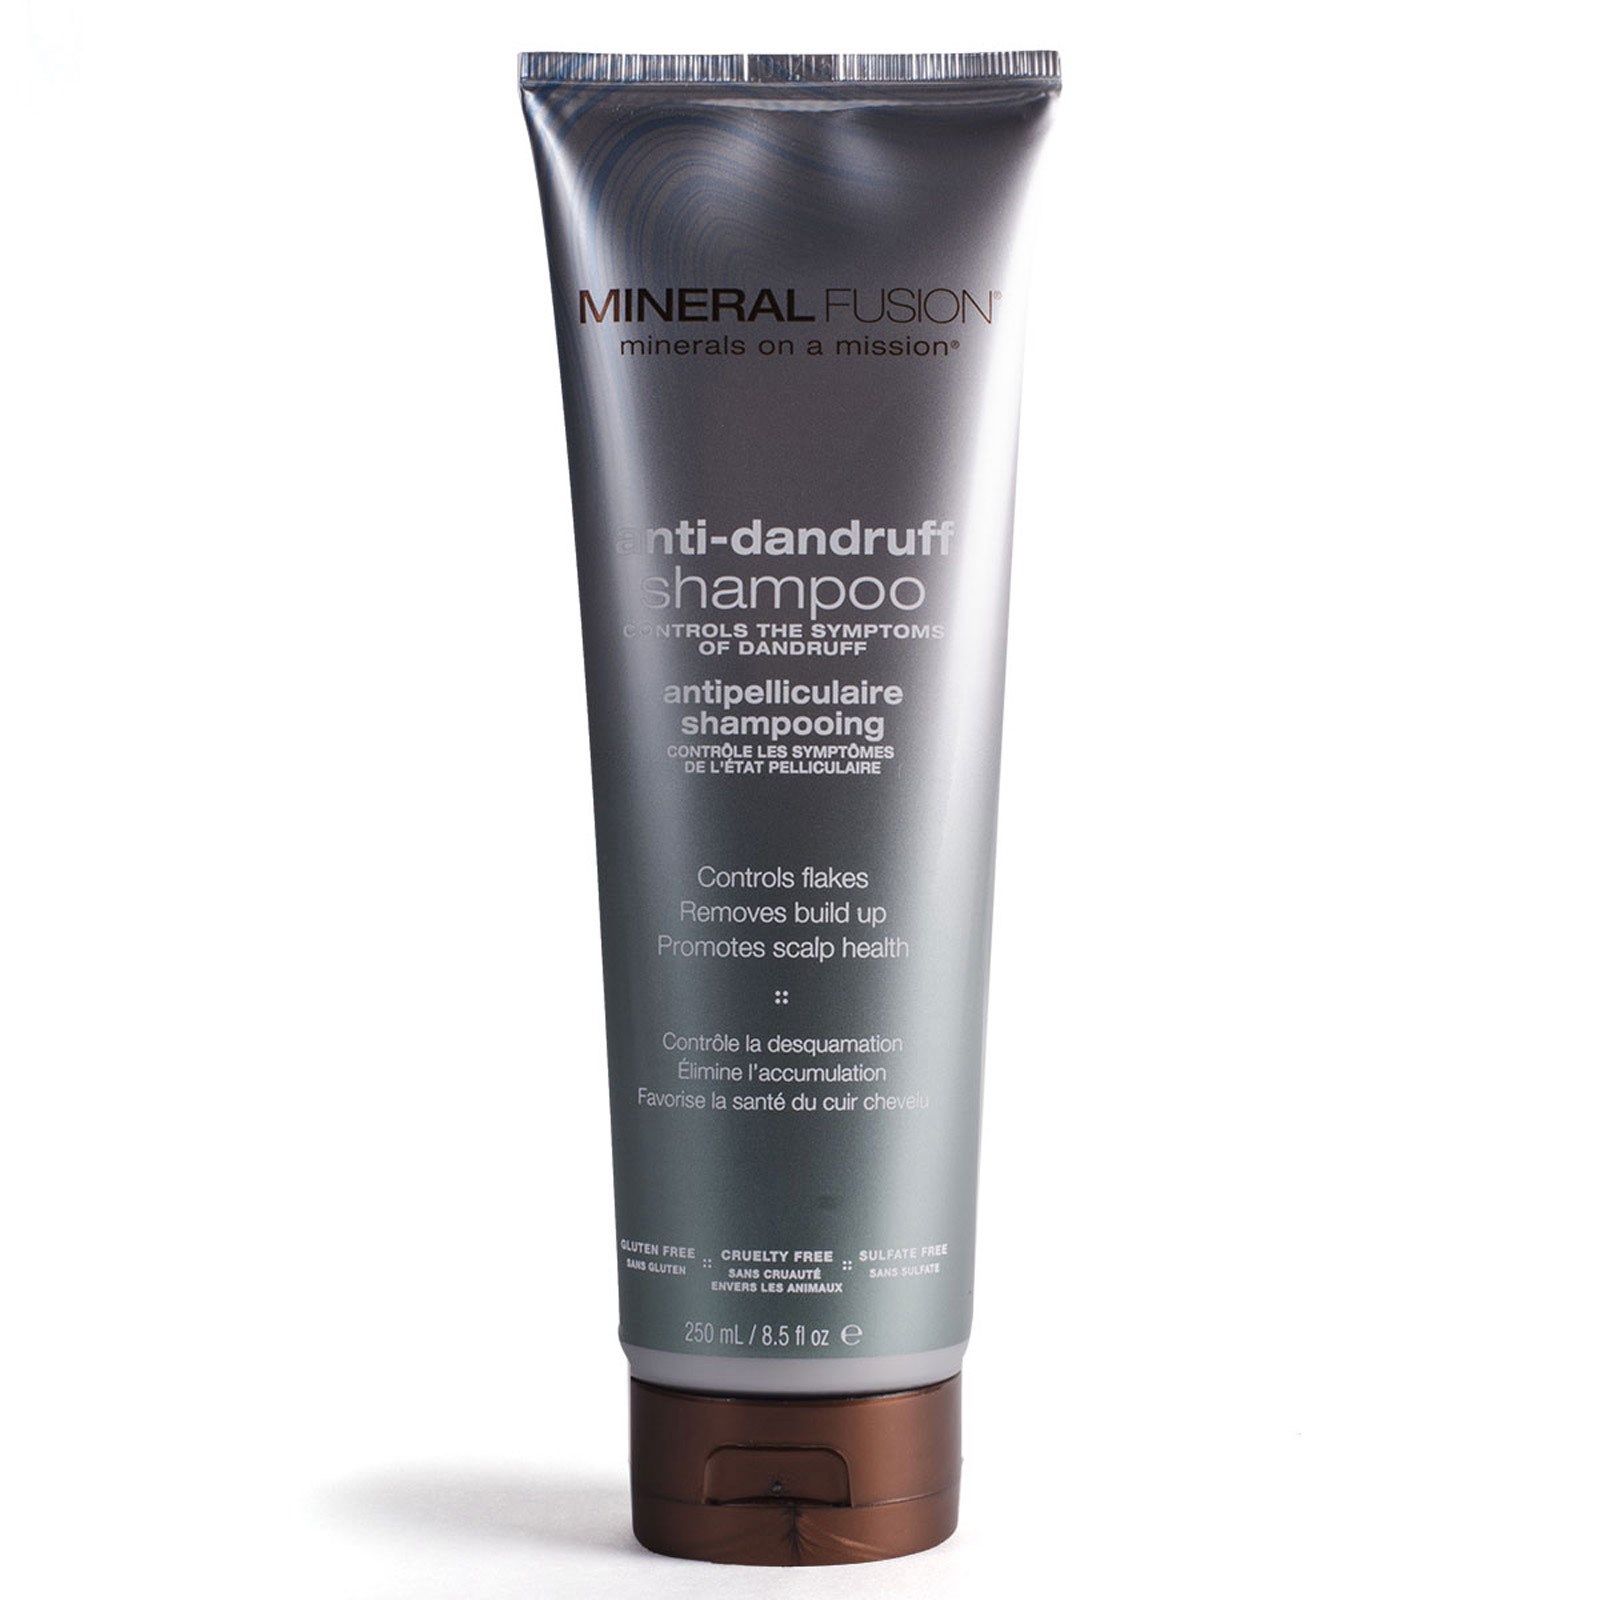 MINERAL FUSION®
minerals on a mission®
anti-dandruff
shampoo
CONTROLS THE SYMPTOMS
OF DANDRUFF
antipelliculaire
shampooing
CONTRÔLE LES SYMPTÔMES
DE L'ÉTAT PELLICULAIRE
Controls flakes
Removes build up
Promotes scalp health
Contrôle la desquamation
Élimine l'accumulation
Favorise la santé du cuir chevelu
GLUTEN FREE :: CRUELTY FREE :: SULFATE FREE
SANS GLUTEN SANS CRUAUTÉ SANS SULFATE
ENVERS LES ANIMAUX
250 mL / 8.5 fl oz ℮